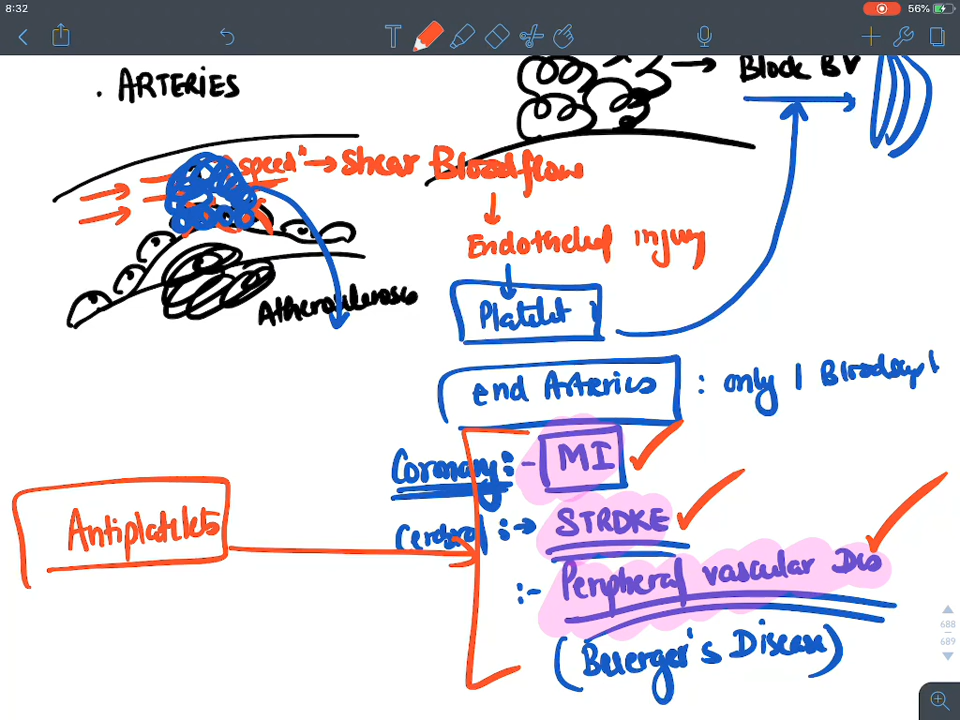 8:32
56%
T
. ARTERIES
→ Block BV
"speed" → shear Bloodflow
Endothelial injury
Atherosclerosis
Platelet
end Arteries : only 1
Coronary :- MI
Antiplatelets
Cerebral :→ STROKE
:- Peripheral vascular Dis
(Buerger's Disease)
688
689